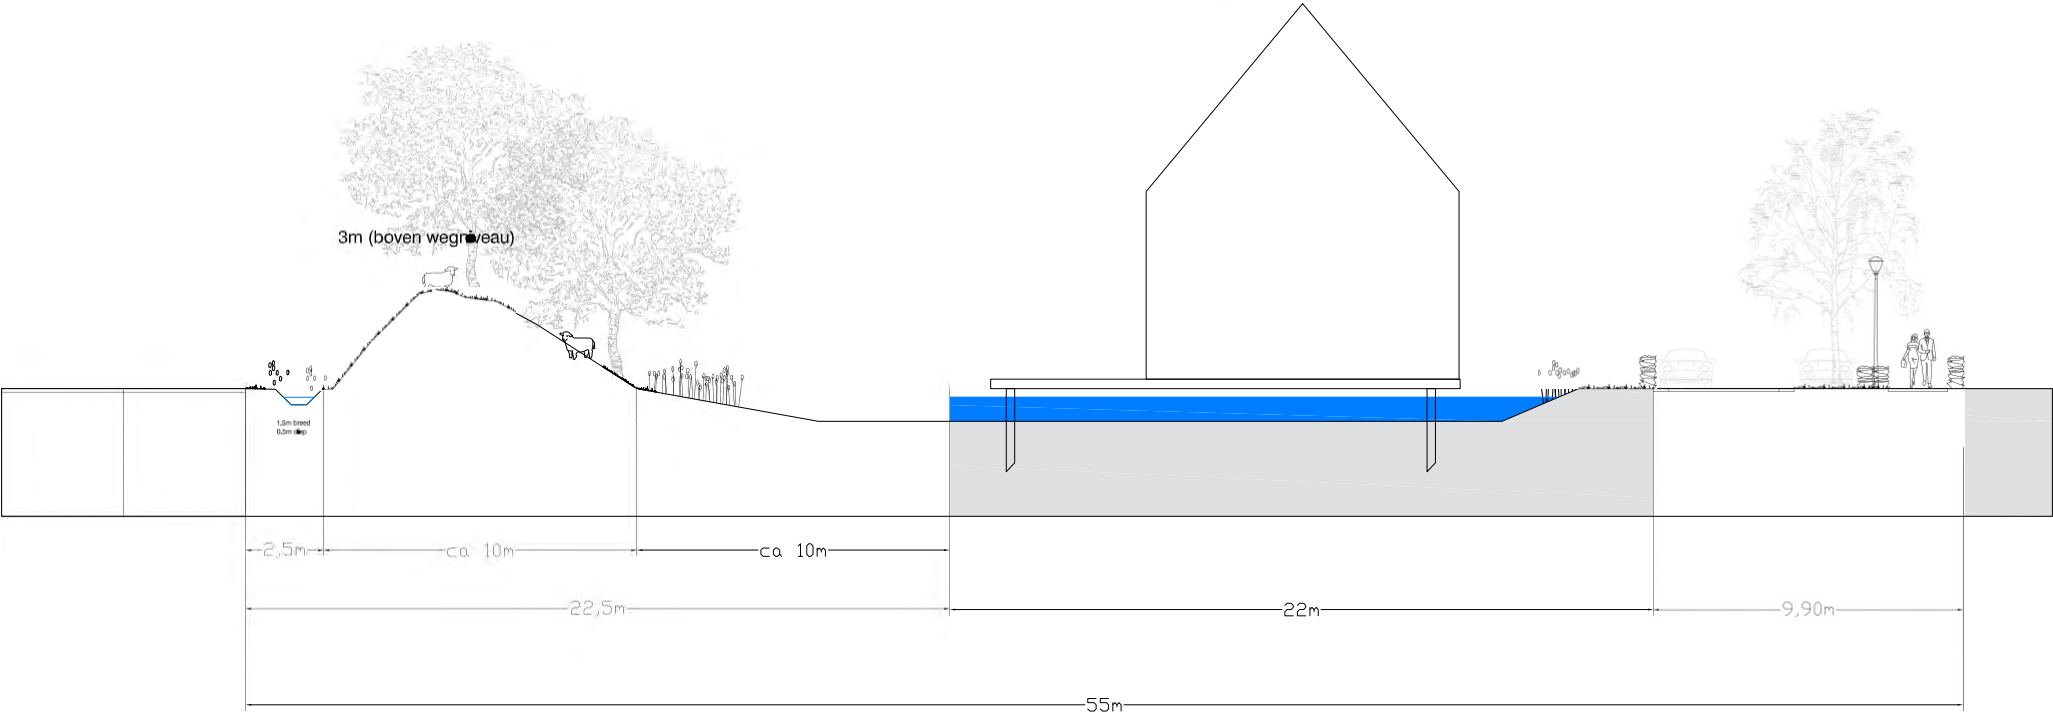 3m (boven wegniveau)
1.5m breed
0.5m diep
2,5m
ca 10m
ca 10m
22,5m
22m
9,90m
55m